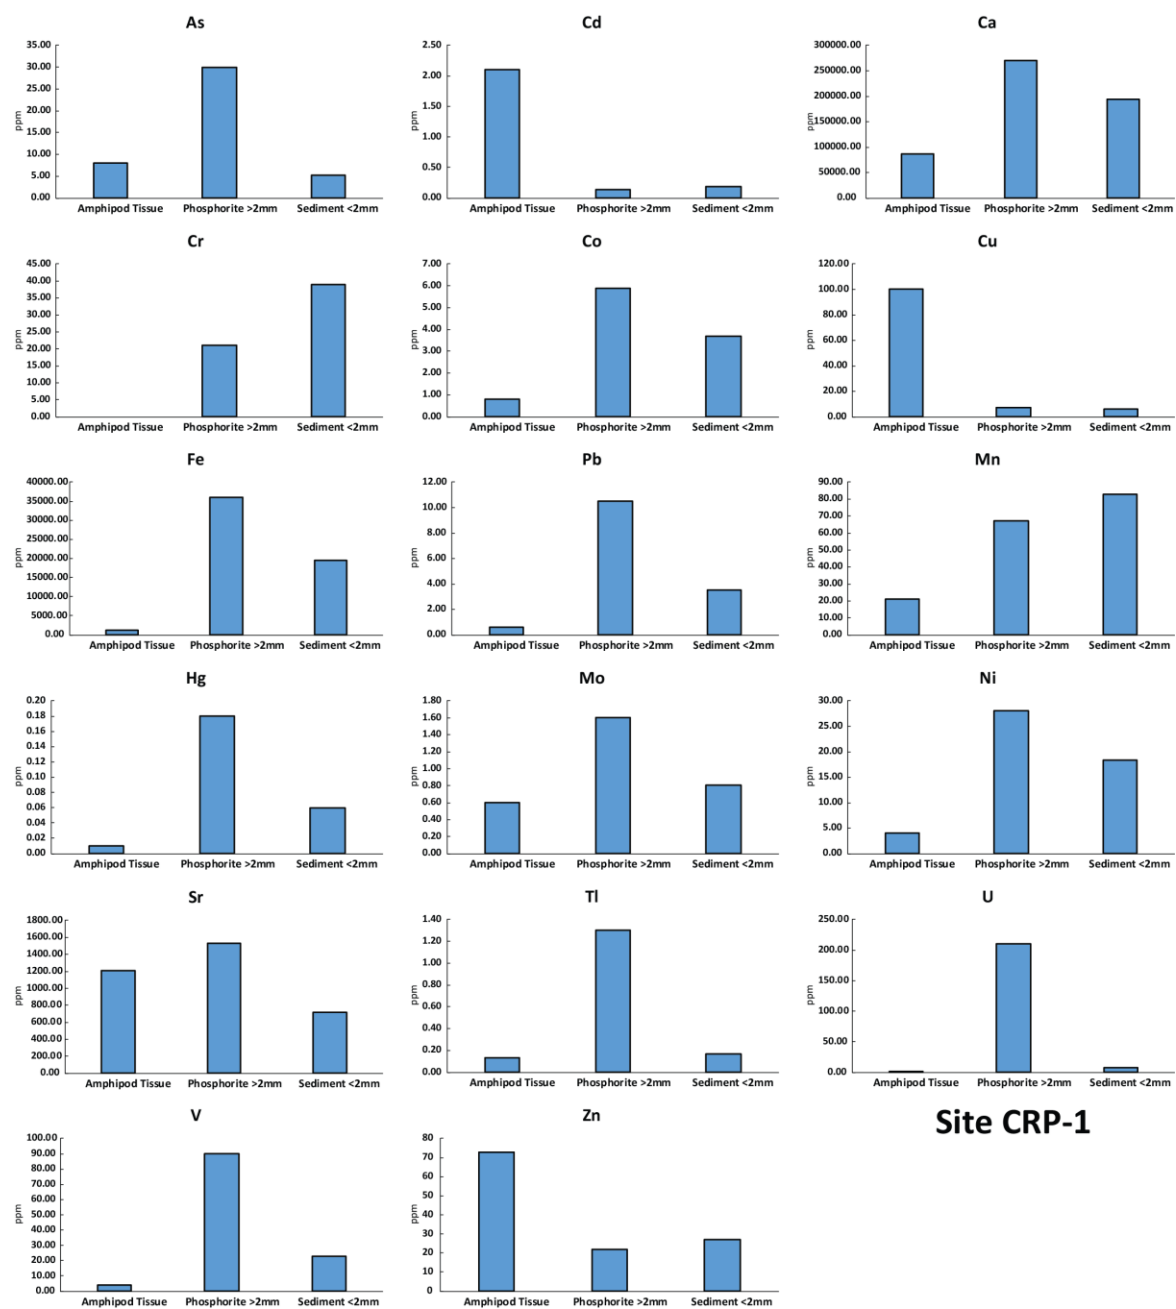 As
35.00
30.00
25.00
20.00
15.00
10.00
5.00
0.00
ppm
Amphipod Tissue Phosphorite >2mm Sediment <2mm
Cd
2.50
2.00
1.50
1.00
0.50
0.00
ppm
Amphipod Tissue Phosphorite >2mm Sediment <2mm
Ca
300000.00
250000.00
200000.00
150000.00
100000.00
50000.00
0.00
ppm
Amphipod Tissue Phosphorite >2mm Sediment <2mm
Cr
45.00
40.00
35.00
30.00
25.00
20.00
15.00
10.00
5.00
0.00
ppm
Amphipod Tissue Phosphorite >2mm Sediment <2mm
Co
7.00
6.00
5.00
4.00
3.00
2.00
1.00
0.00
ppm
Amphipod Tissue Phosphorite >2mm Sediment <2mm
Cu
120.00
100.00
80.00
60.00
40.00
20.00
0.00
ppm
Amphipod Tissue Phosphorite >2mm Sediment <2mm
Fe
40000.00
35000.00
30000.00
25000.00
20000.00
15000.00
10000.00
5000.00
0.00
ppm
Amphipod Tissue Phosphorite >2mm Sediment <2mm
Pb
12.00
10.00
8.00
6.00
4.00
2.00
0.00
ppm
Amphipod Tissue Phosphorite >2mm Sediment <2mm
Mn
90.00
80.00
70.00
60.00
50.00
40.00
30.00
20.00
10.00
0.00
ppm
Amphipod Tissue Phosphorite >2mm Sediment <2mm
Hg
0.20
0.18
0.16
0.14
0.12
0.10
0.08
0.06
0.04
0.02
0.00
ppm
Amphipod Tissue Phosphorite >2mm Sediment <2mm
Mo
1.80
1.60
1.40
1.20
1.00
0.80
0.60
0.40
0.20
0.00
ppm
Amphipod Tissue Phosphorite >2mm Sediment <2mm
Ni
30.00
25.00
20.00
15.00
10.00
5.00
0.00
ppm
Amphipod Tissue Phosphorite >2mm Sediment <2mm
Sr
1800.00
1600.00
1400.00
1200.00
1000.00
800.00
600.00
400.00
200.00
0.00
ppm
Amphipod Tissue Phosphorite >2mm Sediment <2mm
Tl
1.40
1.20
1.00
0.80
0.60
0.40
0.20
0.00
ppm
Amphipod Tissue Phosphorite >2mm Sediment <2mm
U
250.00
200.00
150.00
100.00
50.00
0.00
ppm
Amphipod Tissue Phosphorite >2mm Sediment <2mm
V
100.00
90.00
80.00
70.00
60.00
50.00
40.00
30.00
20.00
10.00
0.00
ppm
Amphipod Tissue Phosphorite >2mm Sediment <2mm
Zn
80
70
60
50
40
30
20
10
0
ppm
Amphipod Tissue Phosphorite >2mm Sediment <2mm
Site CRP-1